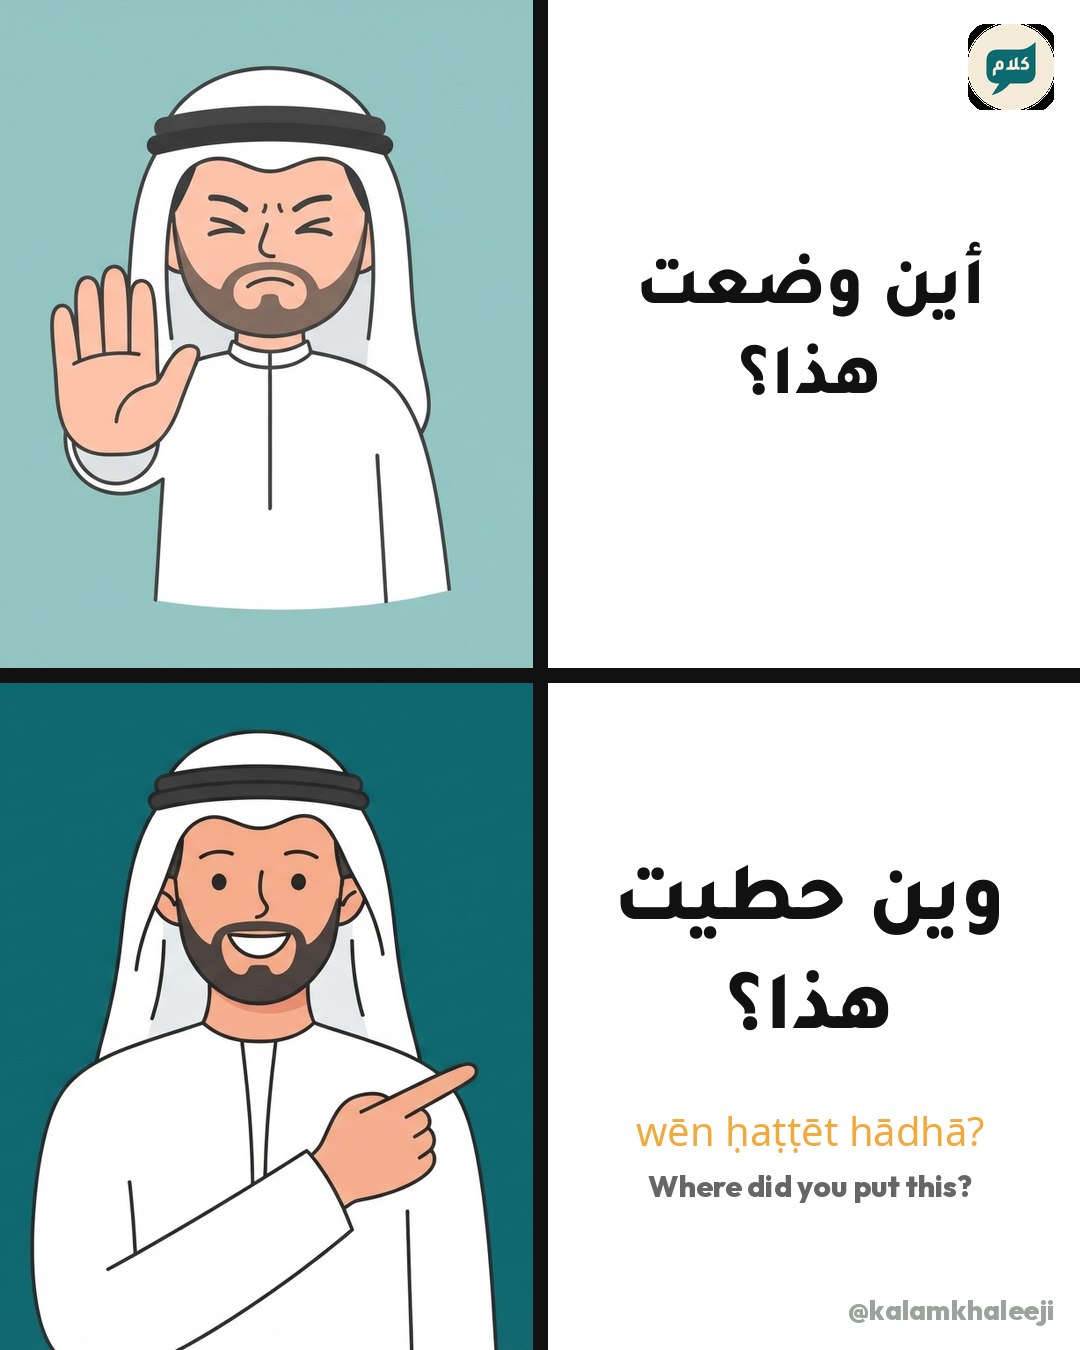 كلام
أين وضعت
هذا؟
وين حطيت
هذا؟
wēn ḥaṭṭēt hādhā?
Where did you put this?
@kalamkhaleeji